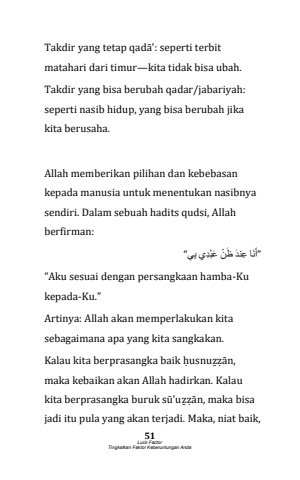 Takdir yang tetap qadā’: seperti terbit
matahari dari timur—kita tidak bisa ubah.
Takdir yang bisa berubah qadar/jabariyah:
seperti nasib hidup, yang bisa berubah jika
kita berusaha.
Allah memberikan pilihan dan kebebasan
kepada manusia untuk menentukan nasibnya
sendiri. Dalam sebuah hadits qudsi, Allah
berfirman:
”أَنَا عِنْدَ ظَنِّ عَبْدِي بِي“
“Aku sesuai dengan persangkaan hamba-Ku
kepada-Ku.”
Artinya: Allah akan memperlakukan kita
sebagaimana apa yang kita sangkakan.
Kalau kita berprasangka baik ḥusnuẓẓān,
maka kebaikan akan Allah hadirkan. Kalau
kita berprasangka buruk sū’uẓẓān, maka bisa
jadi itu pula yang akan terjadi. Maka, niat baik,
51
Luck Factor
Tingkatkan Faktor Keberuntungan Anda